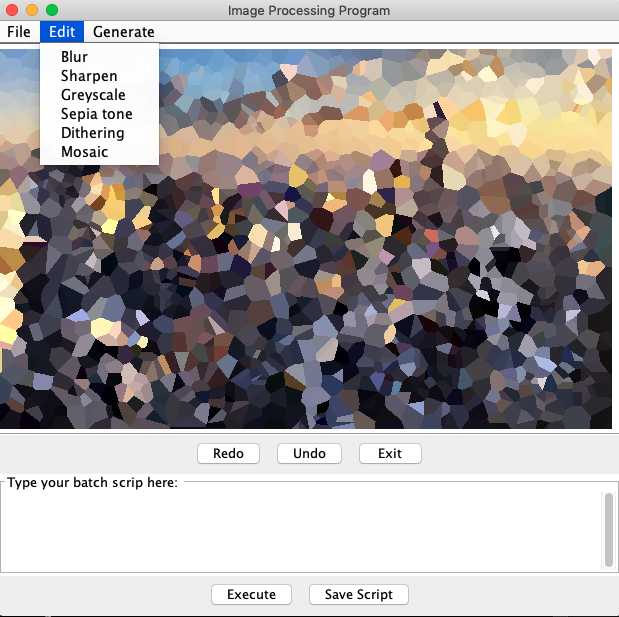 Image Processing Program
File Edit Generate
Blur
Sharpen
Greyscale
Sepia tone
Dithering
Mosaic
Redo Undo Exit
Type your batch scrip here:
Execute Save Script